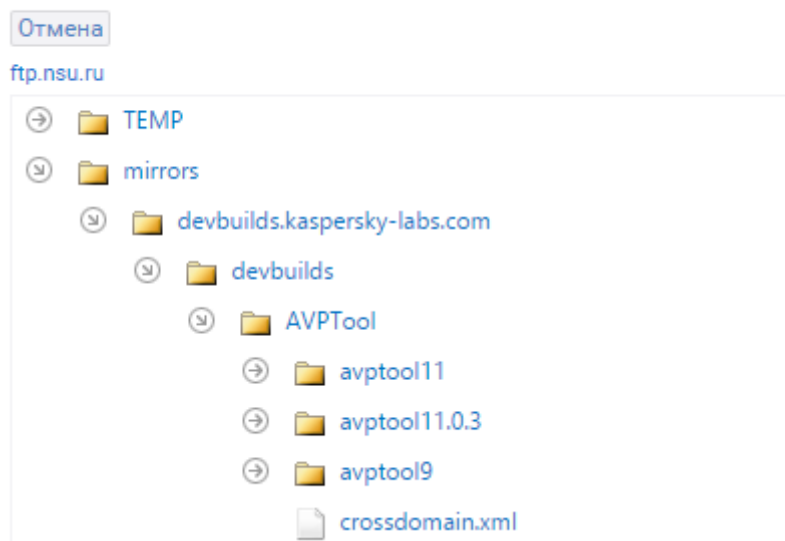 Отмена
ftp.nsu.ru
TEMP
mirrors
devbuilds.kaspersky-labs.com
devbuilds
AVPTool
avptool11
avptool11.0.3
avptool9
crossdomain.xml